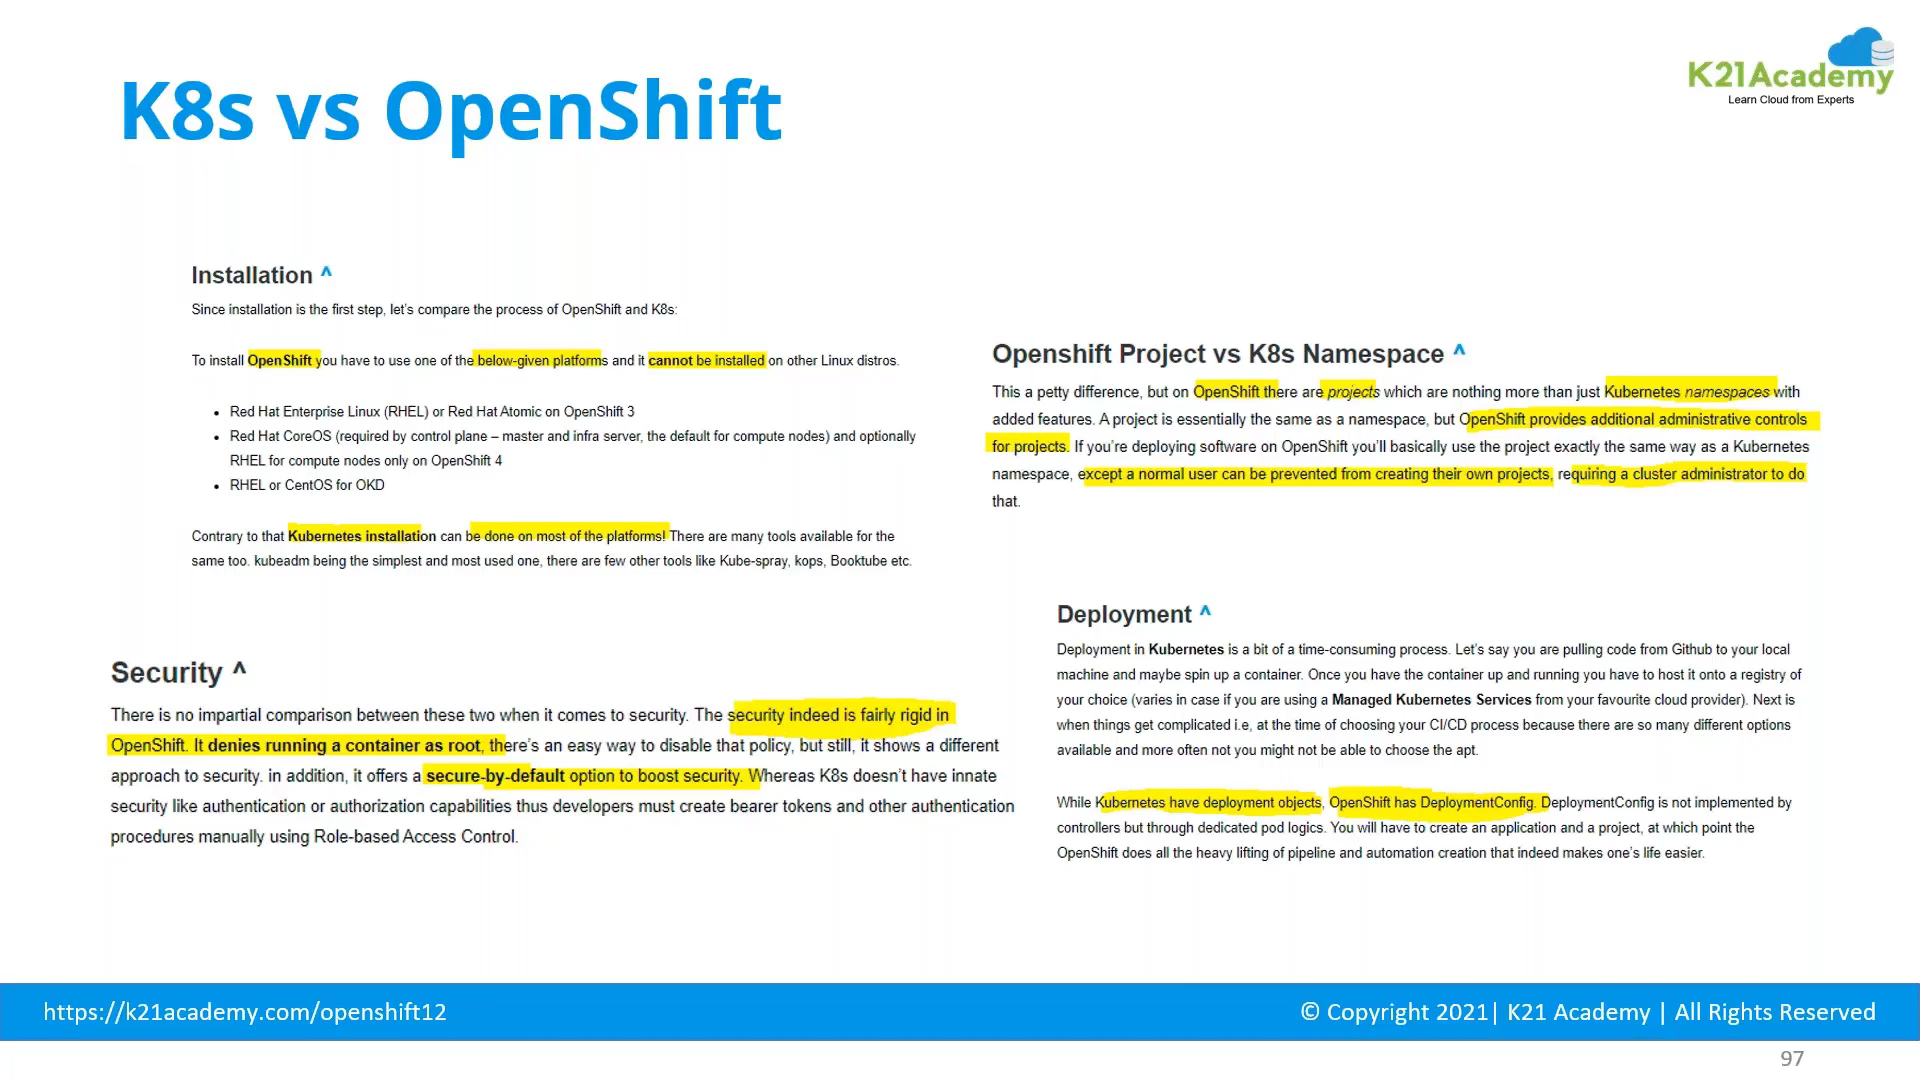 K8s vs OpenShift
K21Academy
Learn Cloud from Experts
Installation ^
Since installation is the first step, let's compare the process of OpenShift and K8s:
To install OpenShift you have to use one of the below-given platforms and it cannot be installed on other Linux distros.
• Red Hat Enterprise Linux (RHEL) or Red Hat Atomic on OpenShift 3
• Red Hat CoreOS (required by control plane – master and infra server, the default for compute nodes) and optionally
RHEL for compute nodes only on OpenShift 4
• RHEL or CentOS for OKD
Contrary to that Kubernetes installation can be done on most of the platforms! There are many tools available for the
same too. kubeadm being the simplest and most used one, there are few other tools like Kube-spray, kops, Booktube etc.
Security ^
There is no impartial comparison between these two when it comes to security. The security indeed is fairly rigid in
OpenShift. It denies running a container as root, there's an easy way to disable that policy, but still, it shows a different
approach to security. in addition, it offers a secure-by-default option to boost security. Whereas K8s doesn't have innate
security like authentication or authorization capabilities thus developers must create bearer tokens and other authentication
procedures manually using Role-based Access Control.
Openshift Project vs K8s Namespace ^
This a petty difference, but on OpenShift there are projects which are nothing more than just Kubernetes namespaces with
added features. A project is essentially the same as a namespace, but OpenShift provides additional administrative controls
for projects. If you're deploying software on OpenShift you'll basically use the project exactly the same way as a Kubernetes
namespace, except a normal user can be prevented from creating their own projects, requiring a cluster administrator to do
that.
Deployment ^
Deployment in Kubernetes is a bit of a time-consuming process. Let's say you are pulling code from Github to your local
machine and maybe spin up a container. Once you have the container up and running you have to host it onto a registry of
your choice (varies in case if you are using a Managed Kubernetes Services from your favourite cloud provider). Next is
when things get complicated i.e, at the time of choosing your CI/CD process because there are so many different options
available and more often not you might not be able to choose the apt.
While Kubernetes have deployment objects, OpenShift has DeploymentConfig. DeploymentConfig is not implemented by
controllers but through dedicated pod logics. You will have to create an application and a project, at which point the
OpenShift does all the heavy lifting of pipeline and automation creation that indeed makes one's life easier.
https://k21academy.com/openshift12
© Copyright 2021| K21 Academy | All Rights Reserved
97